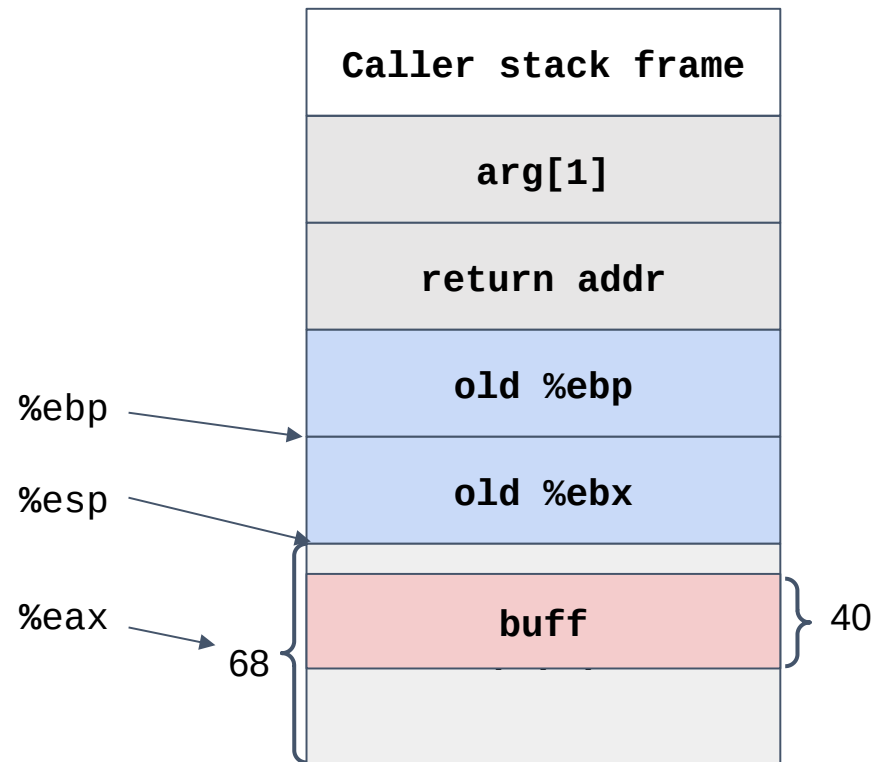 Caller stack frame
arg[1]
return addr
old %ebp
%ebp
old %ebx
%esp
%eax
buff
40
68